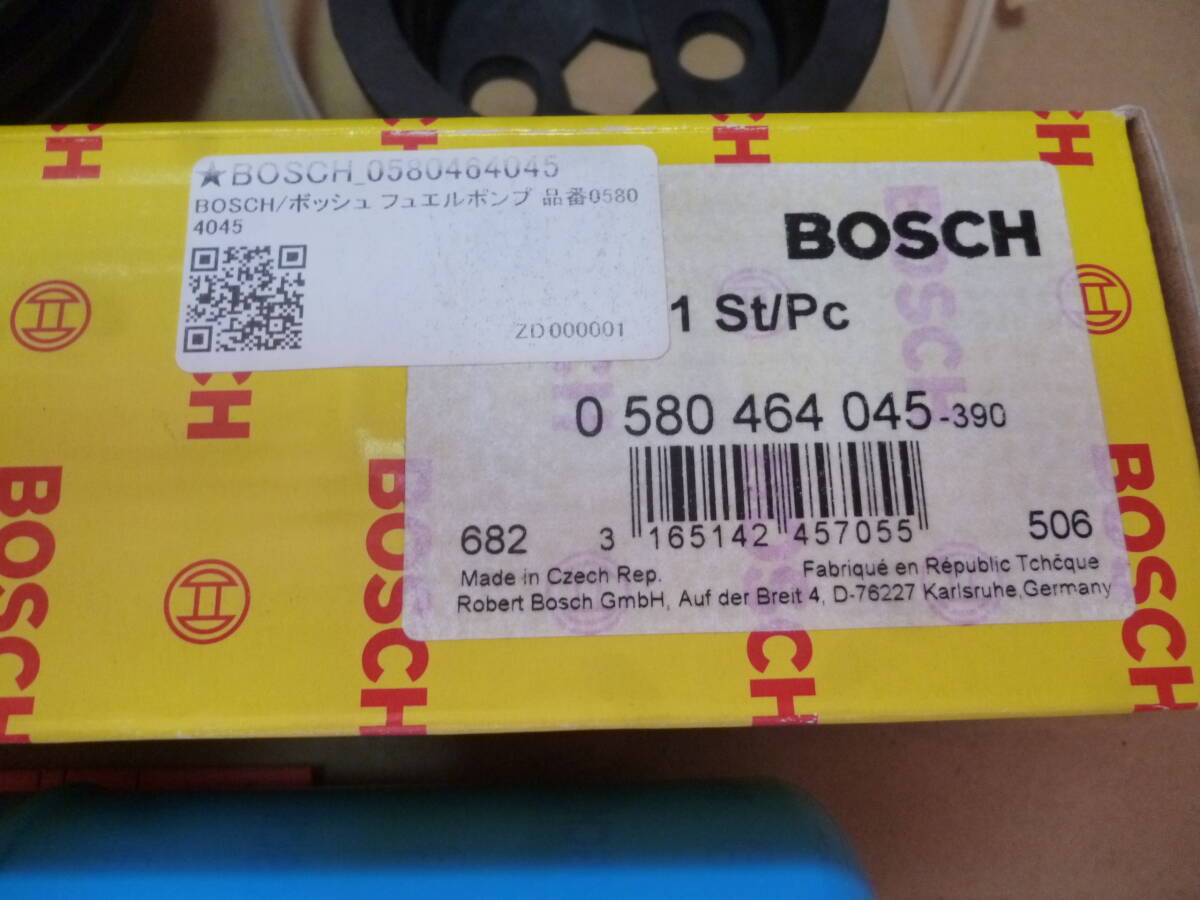 ★BOSCH_0580464045
BOSCH/ボッシュ フュエルポンプ 品番0580
4045
ZD000001
BOSCH
1 St/Pc
0 580 464 045-390
682
3 165142 457055
506
Made in Czech Rep.
Fabriqué en Républic Tchèque
Robert Bosch GmbH, Auf der Breit 4, D-76227 Karlsruhe,Germany
BOSCH
BOSCH
BOSCH
BOSCH